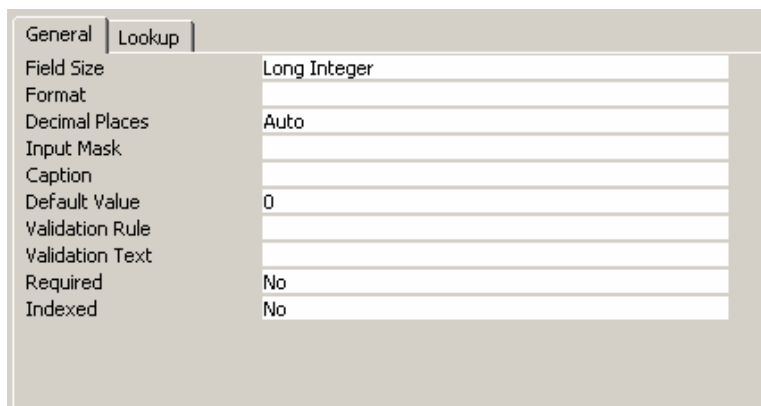 General Lookup
Field Size Long Integer
Format
Decimal Places Auto
Input Mask
Caption
Default Value 0
Validation Rule
Validation Text
Required No
Indexed No